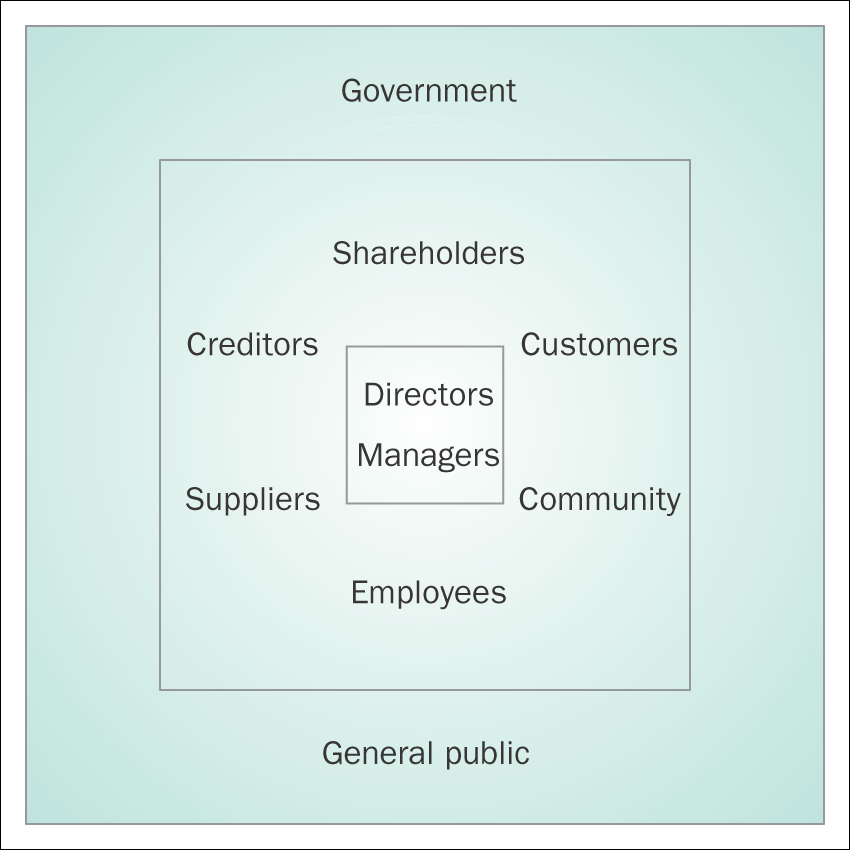 Government
Shareholders
Creditors
Customers
Directors
Managers
Suppliers
Community
Employees
General public